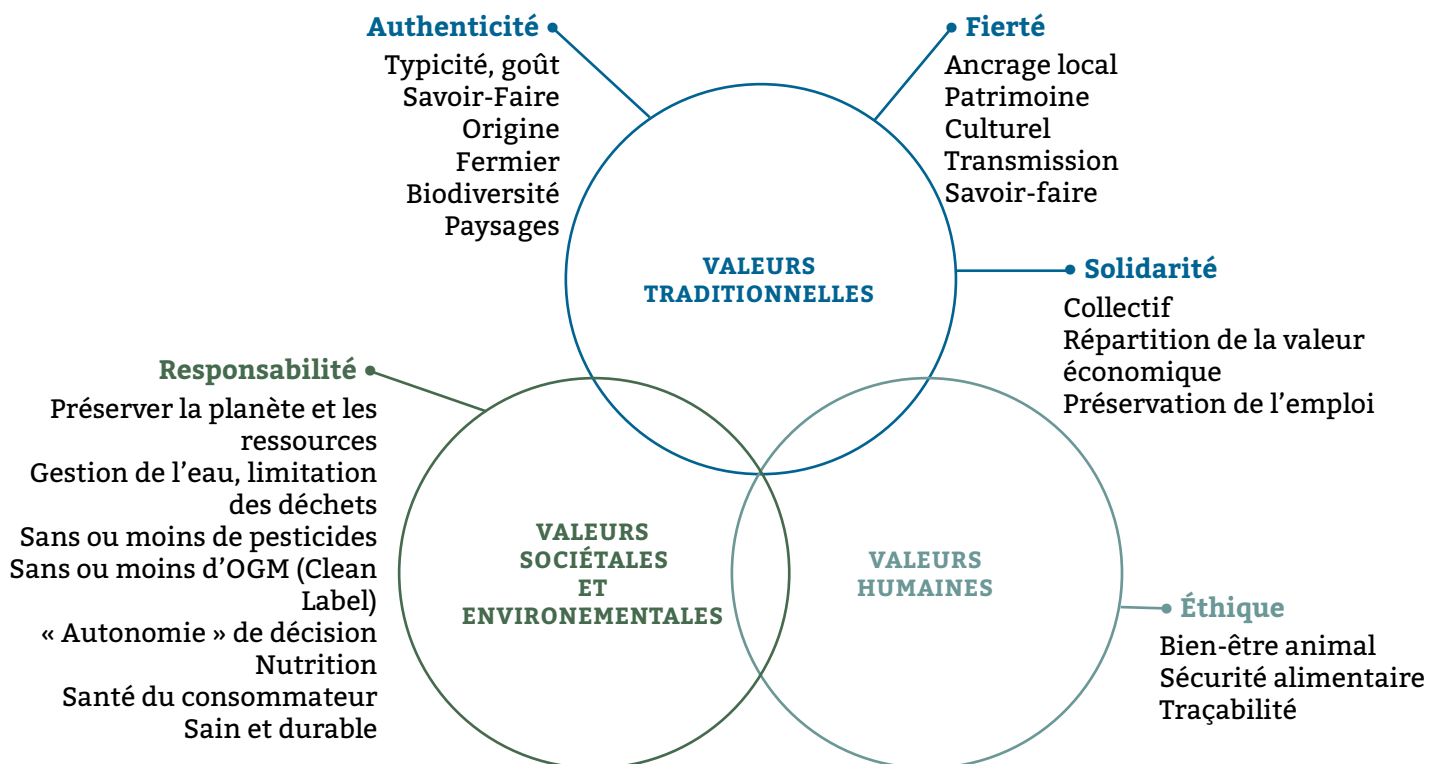 Authenticité
Typicité, goût
Savoir-Faire
Origine
Fermier
Biodiversité
Paysages
Fierté
Ancrage local
Patrimoine
Culturel
Transmission
Savoir-faire
VALEURS
TRADITIONNELLES
Solidarité
Collectif
Répartition de la valeur
économique
Préservation de l’emploi
Responsabilité
Préserver la planète et les
ressources
Gestion de l’eau, limitation
des déchets
Sans ou moins de pesticides
Sans ou moins d’OGM (Clean
Label)
« Autonomie » de décision
Nutrition
Santé du consommateur
Sain et durable
VALEURS
SOCIÉTALES
ET
ENVIRONEMENTALES
VALEURS
HUMAINES
Éthique
Bien-être animal
Sécurité alimentaire
Traçabilité